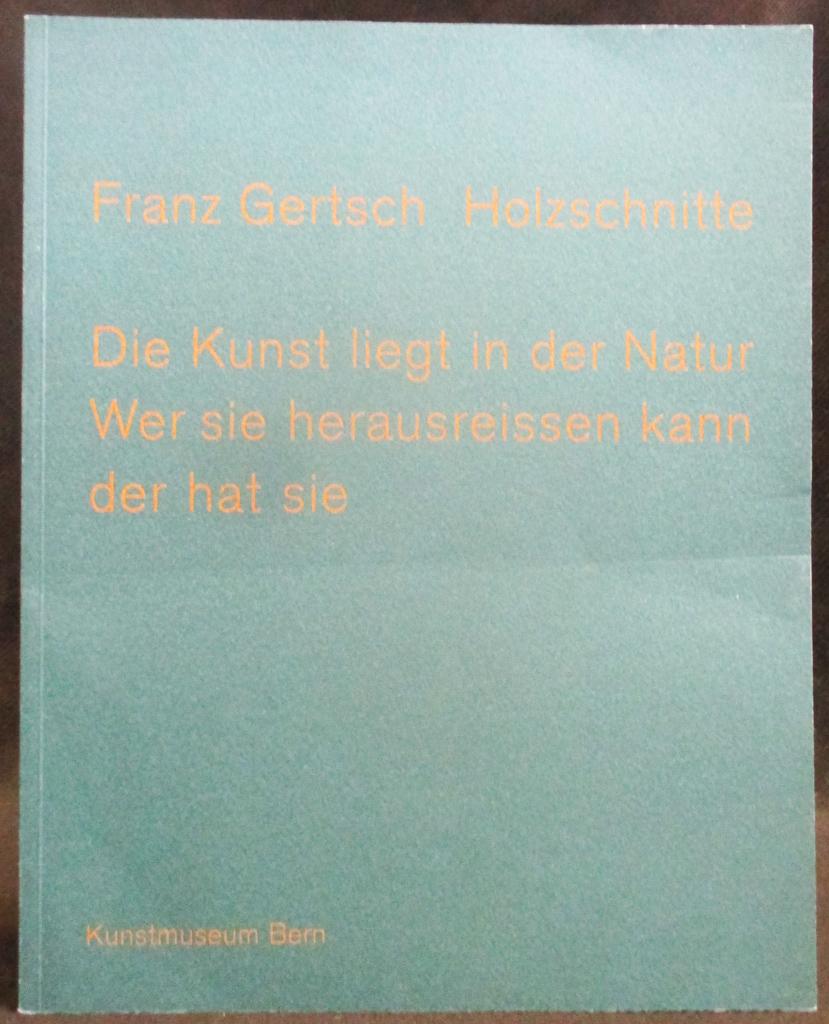 Franz Gertsch Holzschnitte
Die Kunst liegt in der Natur
Wer sie herausreissen kann
der hat sie
Kunstmuseum Bern